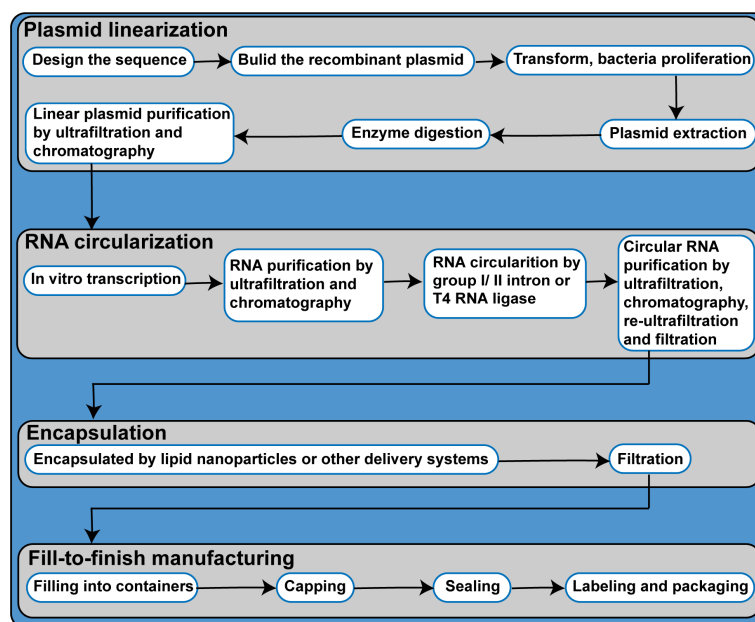 Plasmid linearization
Design the sequence
Bulid the recombinant plasmid
Transform, bacteria proliferation
Linear plasmid purification
by ultrafiltration and
chromatography
Enzyme digestion
Plasmid extraction
RNA circularization
In vitro transcription
RNA purification by
ultrafiltration and
chromatography
RNA circularition by
group I/ II intron or
T4 RNA ligase
Circular RNA
purification by
ultrafiltration,
chromatography,
re-ultrafiltration
and filtration
Encapsulation
Encapsulated by lipid nanoparticles or other delivery systems
Filtration
Fill-to-finish manufacturing
Filling into containers
Capping
Sealing
Labeling and packaging